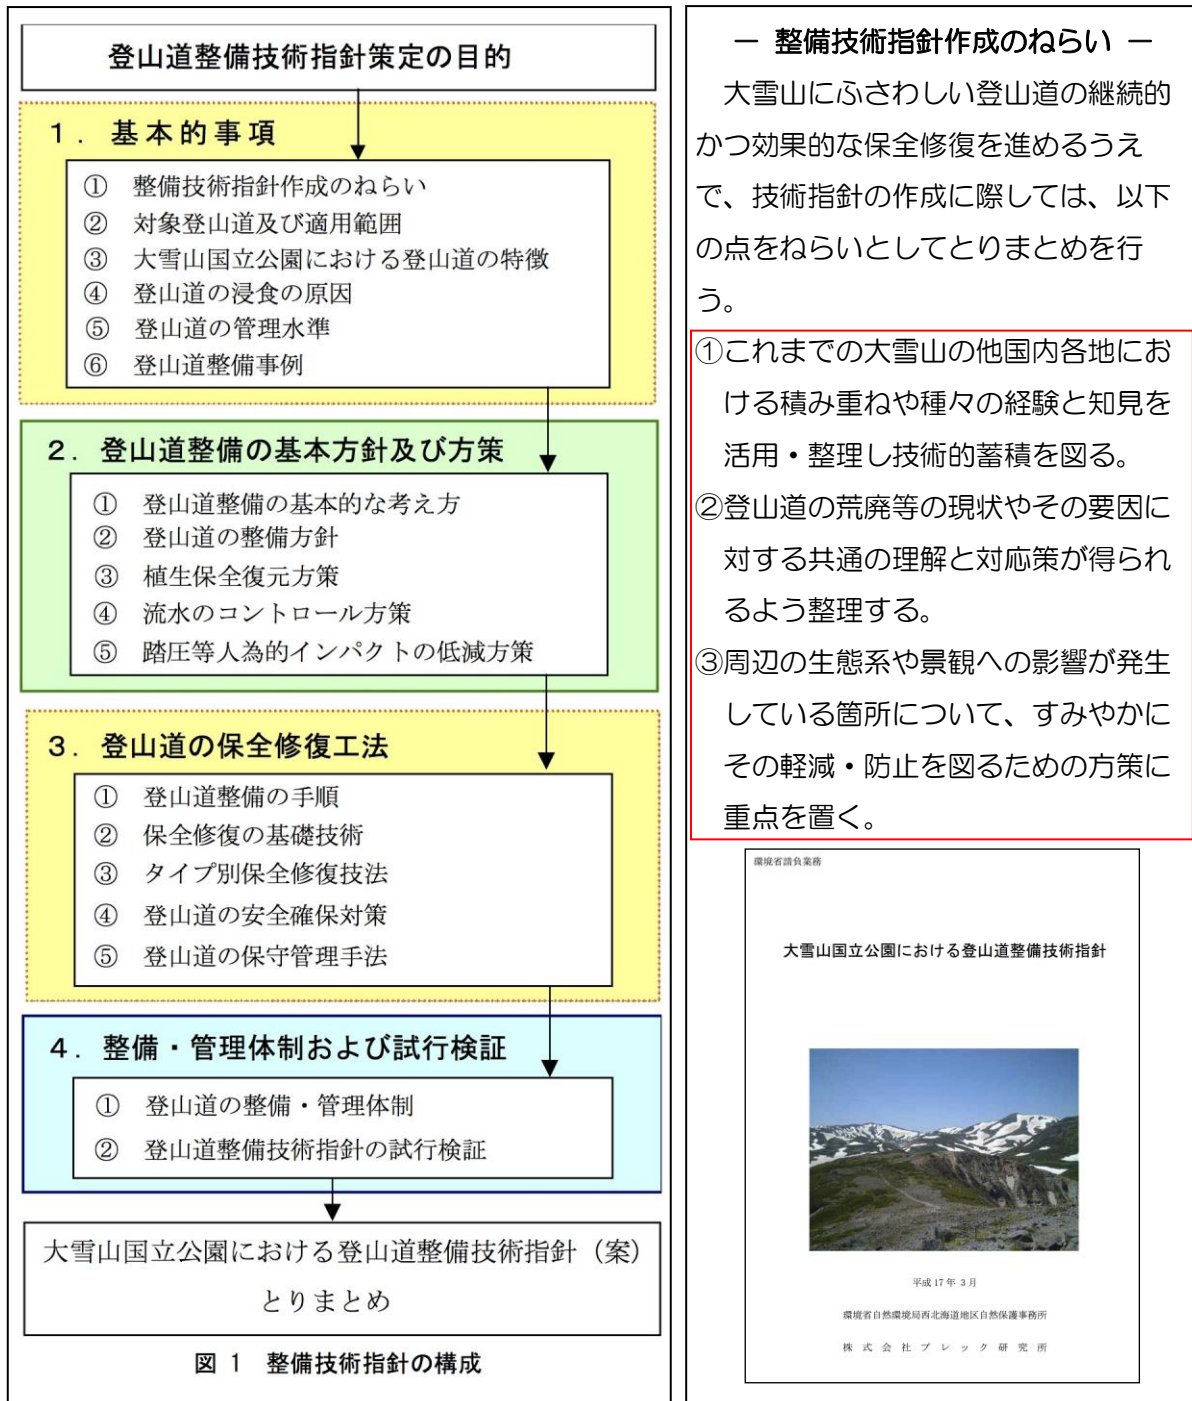 登山道整備技術指針策定の目的
1. 基本的事項
① 整備技術指針作成のねらい
② 対象登山道及び適用範囲
③ 大雪山国立公園における登山道の特徴
④ 登山道の浸食の原因
⑤ 登山道の管理水準
⑥ 登山道整備事例
2. 登山道整備の基本方針及び方策
① 登山道整備の基本的な考え方
② 登山道の整備方針
③ 植生保全復元方策
④ 流水のコントロール方策
⑤ 踏圧等人為的インパクトの低減方策
3. 登山道の保全修復工法
① 登山道整備の手順
② 保全修復の基礎技術
③ タイプ別保全修復技法
④ 登山道の安全確保対策
⑤ 登山道の保守管理手法
4. 整備・管理体制および試行検証
① 登山道の整備・管理体制
② 登山道整備技術指針の試行検証
大雪山国立公園における登山道整備技術指針(案)
とりまとめ
図 1 整備技術指針の構成
― 整備技術指針作成のねらい ―
大雪山にふさわしい登山道の継続的
かつ効果的な保全修復を進めるうえ
で、技術指針の作成に際しては、以下
の点をねらいとしてとりまとめを行
う。
①これまでの大雪山の他国内各地にお
ける積み重ねや種々の経験と知見を
活用・整理し技術的蓄積を図る。
②登山道の荒廃等の現状やその要因に
対する共通の理解と対応策が得られ
るよう整理する。
③周辺の生態系や景観への影響が発生
している箇所について、すみやかに
その軽減・防止を図るための方策に
重点を置く。
環境省請負業務
大雪山国立公園における登山道整備技術指針
平成 17 年 3 月
環境省自然環境局西北海道地区自然保護事務所
株式会社プレック研究所